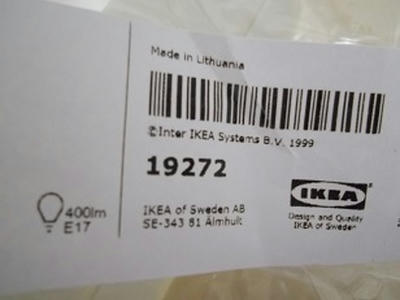 Made in Lithuania
©Inter IKEA Systems B.V. 1999
19272
IKEA of Sweden AB
SE-343 81 Älmhult
400lm
E17
IKEA
Design and Quality
IKEA of Sweden